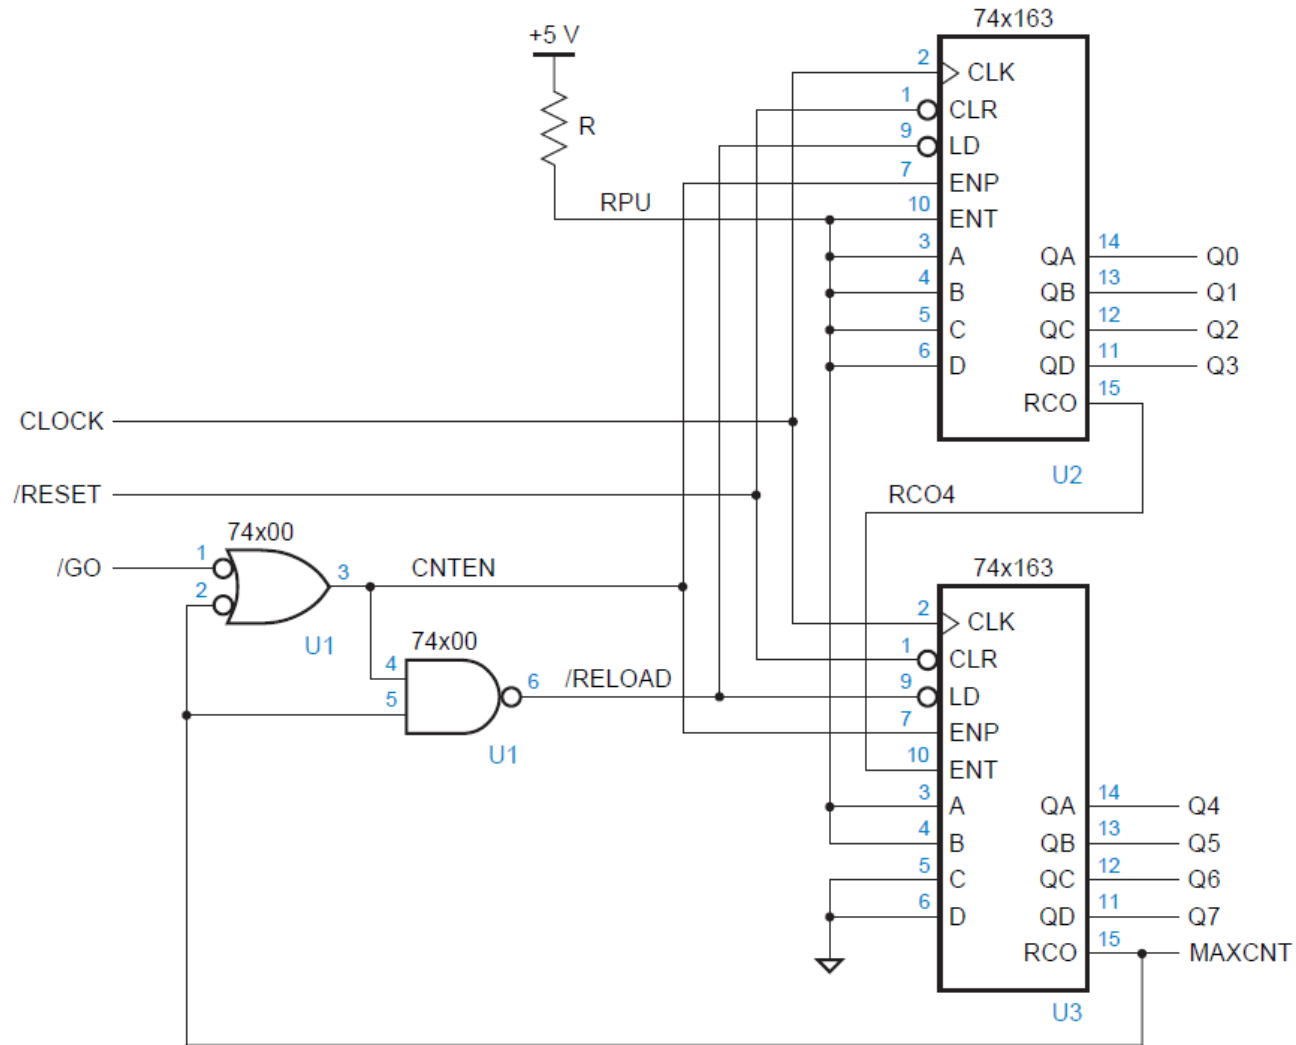 74x163
+5 V
2
CLK
1
CLR
R
9
LD
7
ENP
RPU
10
ENT
3
A
QA
14
Q0
4
B
QB
13
Q1
5
C
QC
12
Q2
6
D
QD
11
Q3
RCO
15
CLOCK
U2
/RESET
RCO4
74x00
/GO
1
2
3
CNTEN
U1
74x163
2
CLK
74x00
1
CLR
4
5
6
/RELOAD
9
LD
U1
7
ENP
10
ENT
3
A
QA
14
Q4
4
B
QB
13
Q5
5
C
QC
12
Q6
6
D
QD
11
Q7
RCO
15
MAXCNT
U3